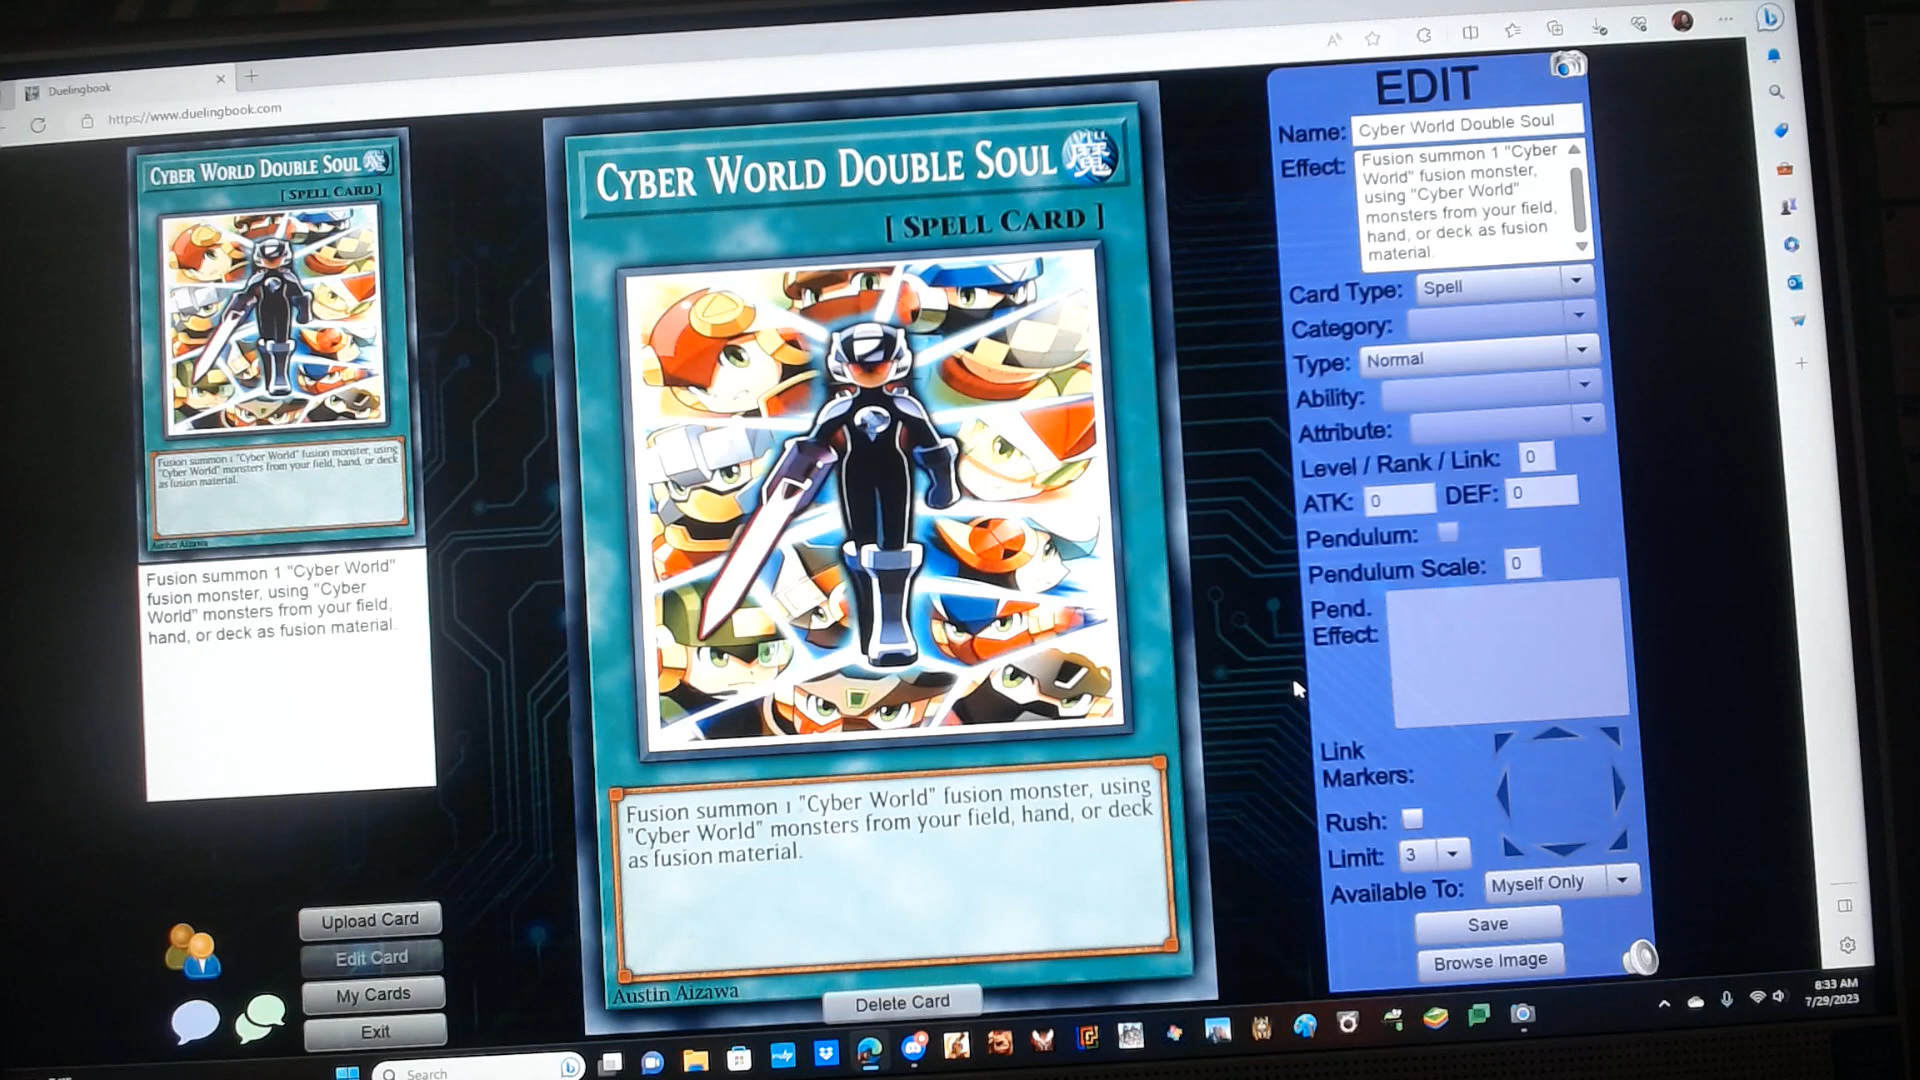 Duelingbook
https://www.duelingbook.com
CYBER WORLD DOUBLE SOUL 魔
[ SPELL CARD ]
Fusion summon 1 "Cyber World" fusion monster, using
"Cyber World" monsters from your field, hand, or deck
as fusion material.
Austin Aizawa
Fusion summon 1 "Cyber World"
fusion monster, using "Cyber
World" monsters from your field,
hand, or deck as fusion material.
Upload Card
Edit Card
My Cards
Exit
CYBER WORLD DOUBLE SOUL SPELL 魔
[ SPELL CARD ]
Fusion summon 1 "Cyber World" fusion monster, using
"Cyber World" monsters from your field, hand, or deck
as fusion material.
Austin Aizawa
Delete Card
EDIT
Name: Cyber World Double Soul
Effect: Fusion summon 1 "Cyber
World" fusion monster,
using "Cyber World"
monsters from your field,
hand, or deck as fusion
material.
Card Type: Spell
Category:
Type: Normal
Ability:
Attribute:
Level / Rank / Link: 0
ATK: 0 DEF: 0
Pendulum:
Pendulum Scale: 0
Pend.
Effect:
Link
Markers:
Rush:
Limit: 3
Available To: Myself Only
Save
Browse Image
Search
8:33 AM
7/29/2023